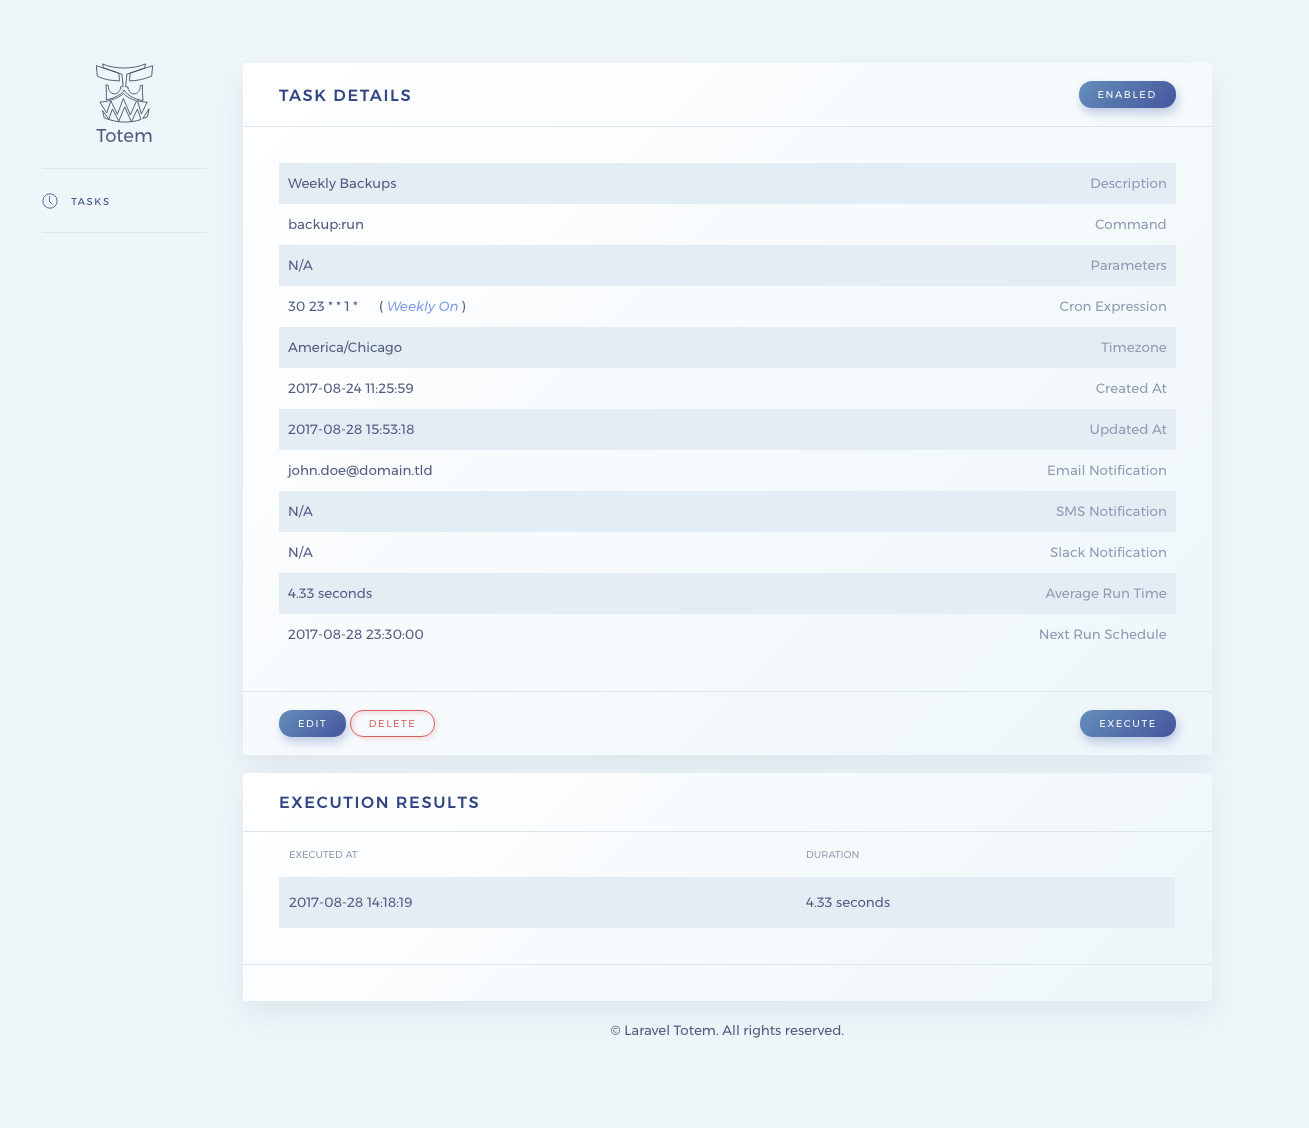 Totem
TASKS
TASK DETAILS ENABLED
Weekly Backups Description
backup:run Command
N/A Parameters
30 23 * * 1 * ( Weekly On ) Cron Expression
America/Chicago Timezone
2017-08-24 11:25:59 Created At
2017-08-28 15:53:18 Updated At
john.doe@domain.tld Email Notification
N/A SMS Notification
N/A Slack Notification
4.33 seconds Average Run Time
2017-08-28 23:30:00 Next Run Schedule
EDIT DELETE EXECUTE
EXECUTION RESULTS
EXECUTED AT DURATION
2017-08-28 14:18:19 4.33 seconds
© Laravel Totem. All rights reserved.